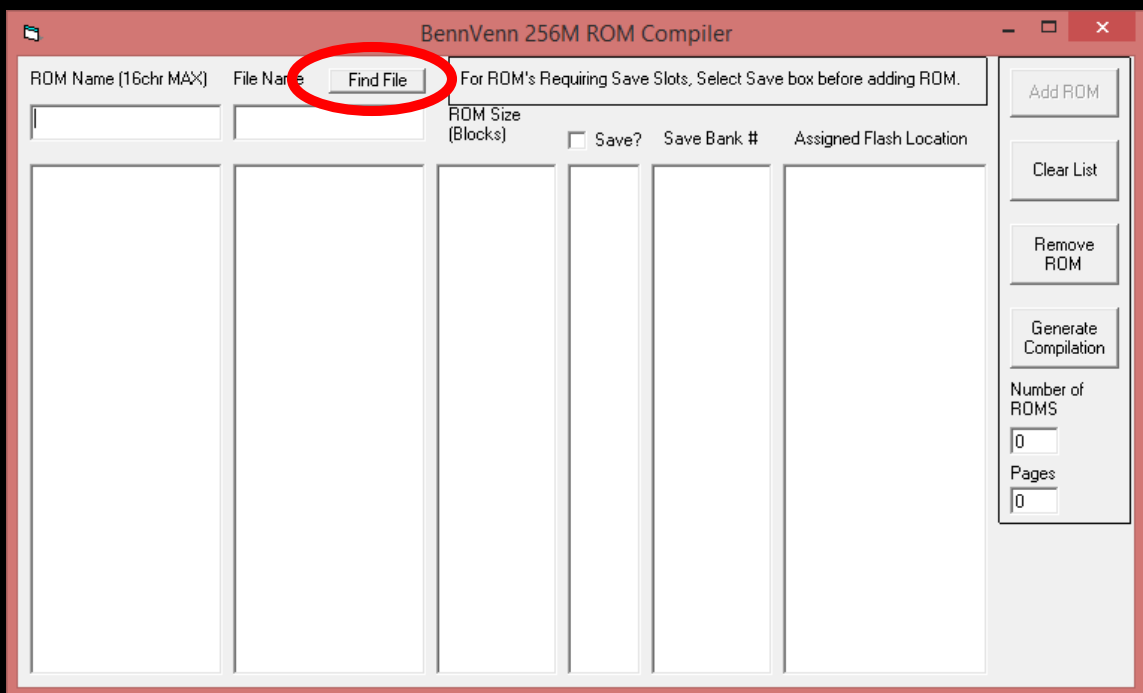 BennVenn 256M ROM Compiler
ROM Name (16chr MAX)
File Name
Find File
For ROM's Requiring Save Slots, Select Save box before adding ROM.
ROM Size
(Blocks)
Save?
Save Bank #
Assigned Flash Location
Add ROM
Clear List
Remove
ROM
Generate
Compilation
Number of
ROMS
0
Pages
0